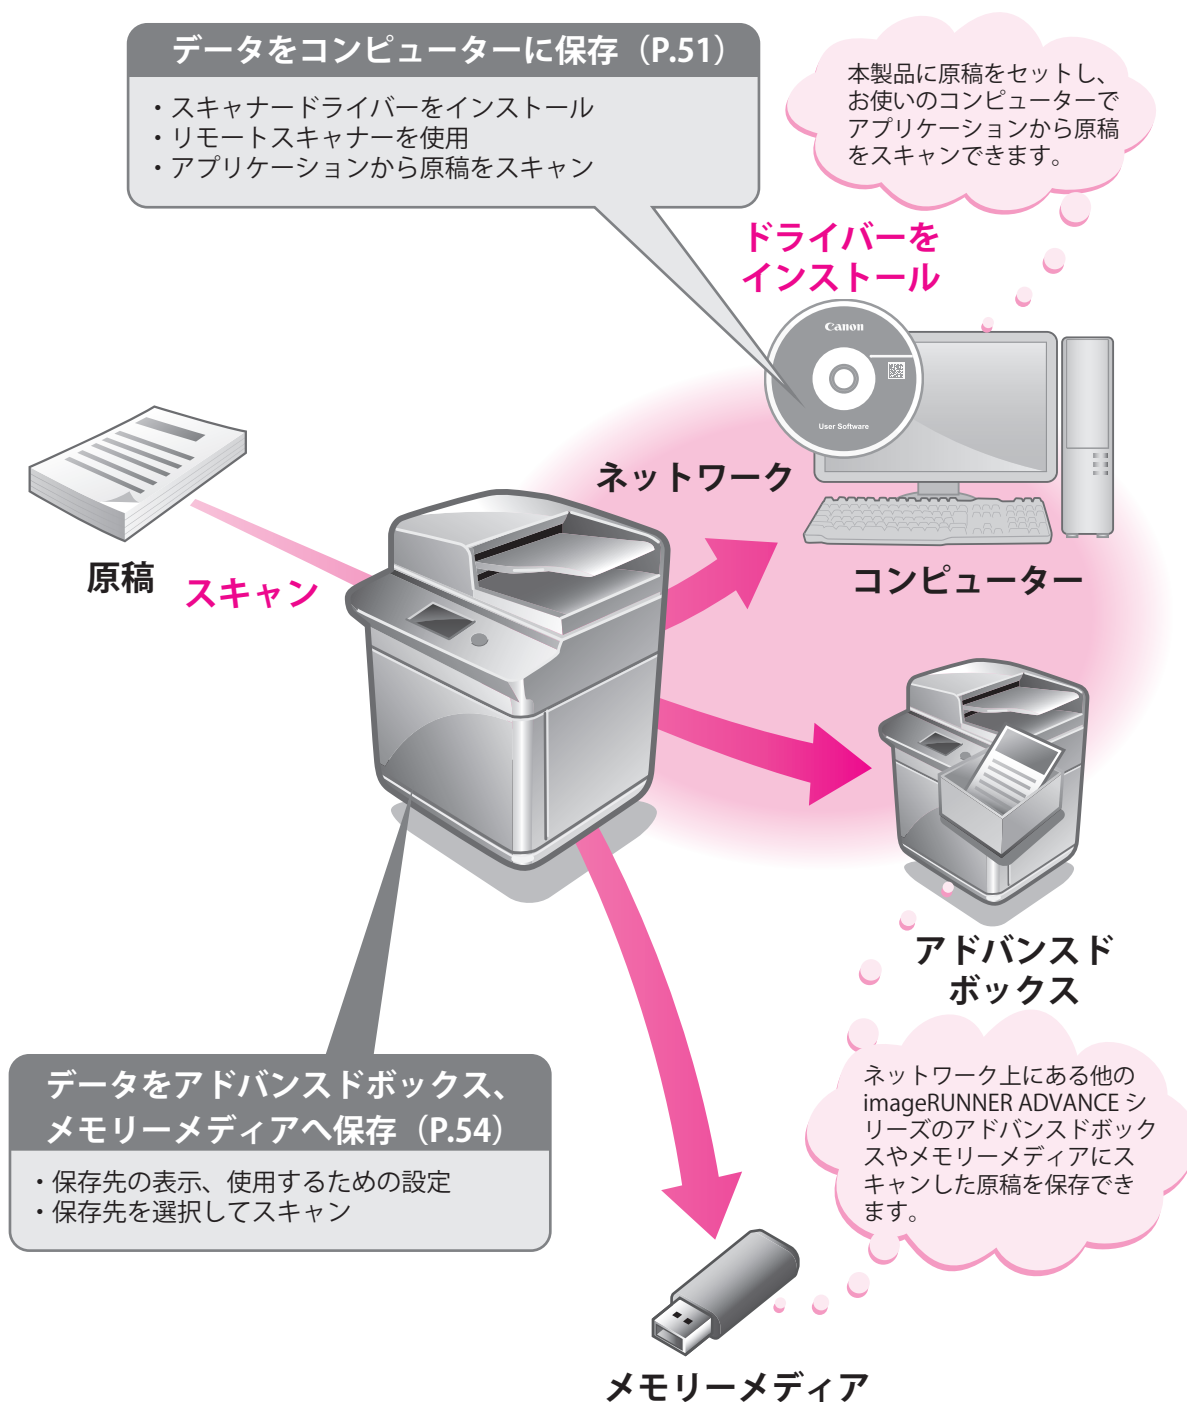 データをコンピューターに保存（P.51）
・スキャナードライバーをインストール
・リモートスキャナーを使用
・アプリケーションから原稿をスキャン
本製品に原稿をセットし、
お使いのコンピューターで
アプリケーションから原稿
をスキャンできます。
ドライバーを
インストール
Canon
User Software
ネットワーク
コンピューター
原稿
スキャン
アドバンスド
ボックス
データをアドバンスドボックス、
メモリーメディアへ保存（P.54）
・保存先の表示、使用するための設定
・保存先を選択してスキャン
ネットワーク上にある他の
imageRUNNER ADVANCE シ
リーズのアドバンスドボック
スやメモリーメディアにス
キャンした原稿を保存でき
ます。
メモリーメディア